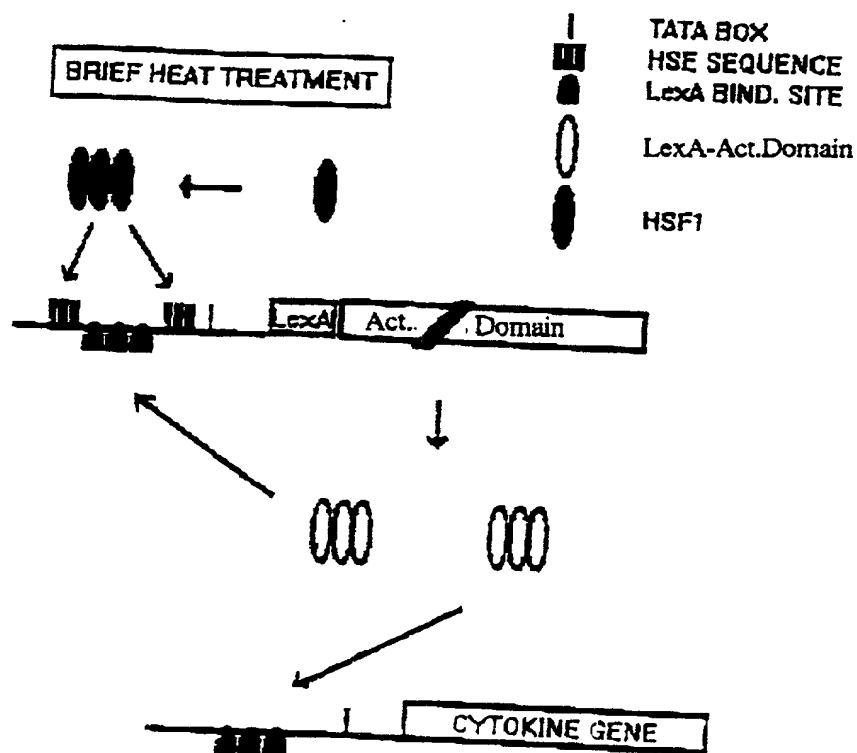 TATA BOX
BRIEF HEAT TREATMENT
HSE SEQUENCE
LexA BIND. SITE
LexA-Act.Domain
HSF1
LexA Act.. . Domain
CYTOKINE GENE